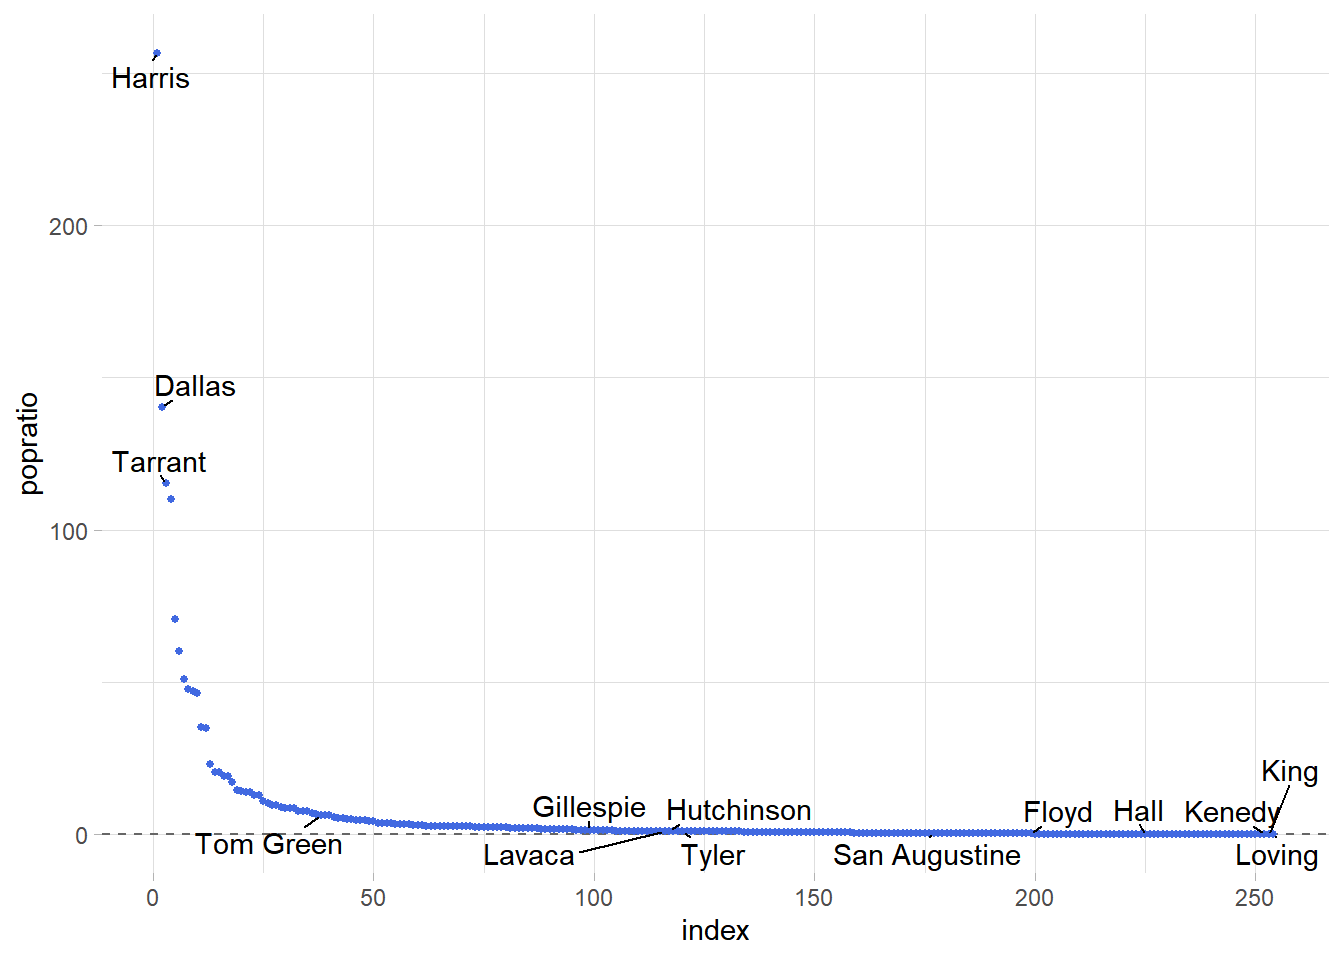 Harris
200
Dallas
Tarrant
popratio
100
King
Gillespie
Hutchinson
Floyd
Hall
Kenedy
0
Tom Green
Lavaca
Tyler
San Augustine
Loving
0
50
100
150
200
250
index